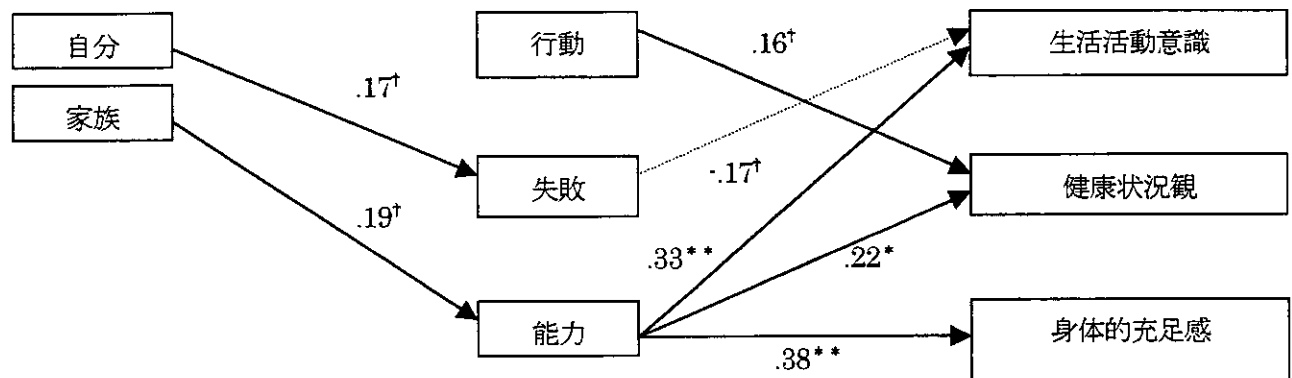 自分
家族
行動
失敗
能力
生活活動意識
健康状況観
身体的充足感
.17†
.19†
.16†
-.17†
.33**
.22*
.38**